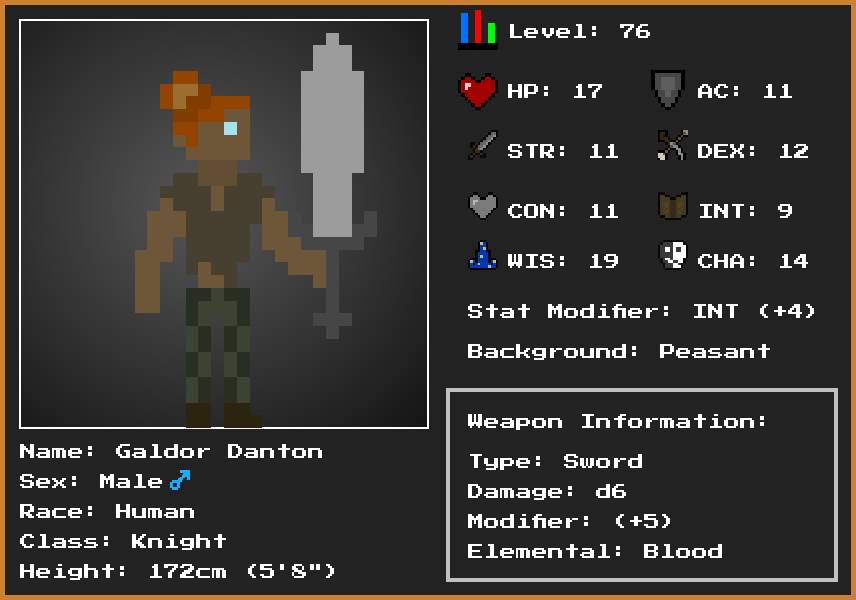 Level: 76
HP: 17 AC: 11
STR: 11 DEX: 12
CON: 11 INT: 9
WIS: 19 CHA: 14
Stat Modifier: INT (+4)
Background: Peasant
Name: Galdor Danton
Sex: Male ♂
Race: Human
Class: Knight
Height: 172cm (5'8")
Weapon Information:
Type: Sword
Damage: d6
Modifier: (+5)
Elemental: Blood